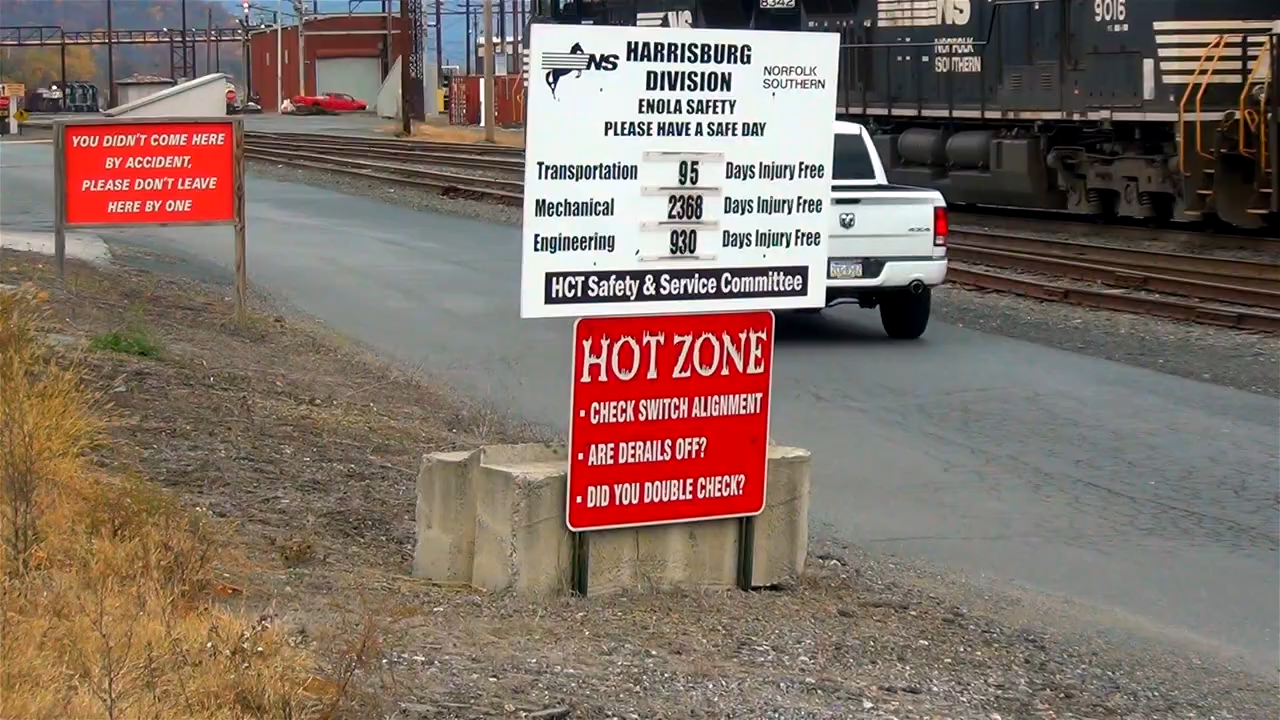 YOU DIDN'T COME HERE
BY ACCIDENT,
PLEASE DON'T LEAVE
HERE BY ONE
NS
HARRISBURG
DIVISION
NORFOLK
SOUTHERN
ENOLA SAFETY
PLEASE HAVE A SAFE DAY
Transportation 95 Days Injury Free
Mechanical 2368 Days Injury Free
Engineering 930 Days Injury Free
HCT Safety & Service Committee
HOT ZONE
• CHECK SWITCH ALIGNMENT
• ARE DERAILS OFF?
• DID YOU DOUBLE CHECK?
8342
NS
NS
NORFOLK
SOUTHERN
9016
4X4